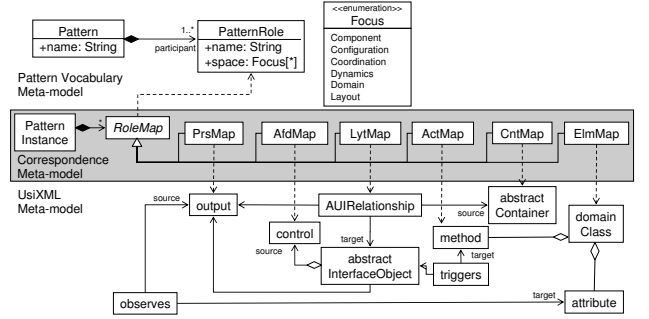 <<enumeration>>
Focus
Pattern
+name: String
1..*
participant
PatternRole
+name: String
+space: Focus[*]
Component
Configuration
Coordination
Dynamics
Domain
Layout
Pattern Vocabulary
Meta-model
Pattern
Instance
*
RoleMap
PrsMap
AfdMap
LytMap
ActMap
CntMap
ElmMap
Correspondence
Meta-model
UsiXML
Meta-model
source
output
AUIRelationship
source
abstract
Container
domain
Class
control
source
target
method
target
abstract
InterfaceObject
triggers
observes
target
attribute